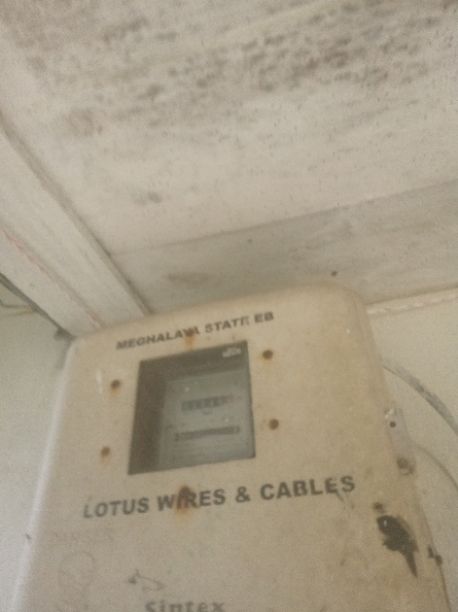 MEGHALAYA STATE EB
LOTUS WIRES & CABLES
Sintex